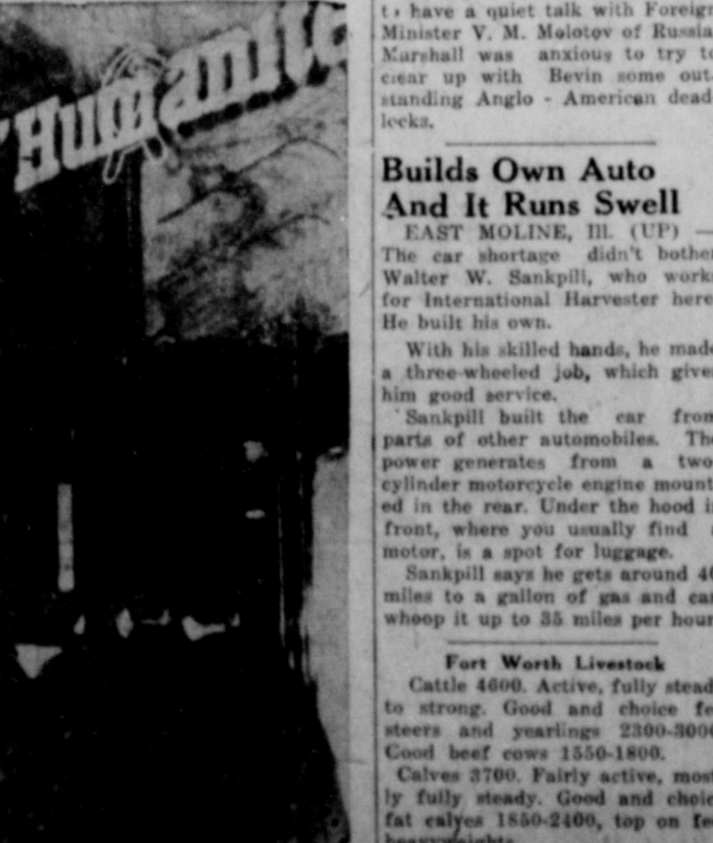 Humanit
t, have a quiet talk with Foreign
Minister V. M. Molotov of Russia
Marshall was anxious to try to
clear up with Bevin some out-
standing Anglo - American dead-
locks.
Builds Own Auto
And It Runs Swell
EAST MOLINE, Ill. (UP) —
The car shortage didn't bother
Walter W. Sankpill, who work
for International Harvester here
He built his own.
With his skilled hands, he made
a three-wheeled job, which give
him good service.
Sankpill built the car from
parts of other automobiles. The
power generates from a two
cylinder motorcycle engine mount
ed in the rear. Under the hood i
front, where you usually find
motor, is a spot for luggage.
Sankpill says he gets around 40
miles to a gallon of gas and can
whoop it up to 35 miles per hour
Fort Worth Livestock
Cattle 4600. Active, fully stead
to strong. Good and choice fe
steers and yearlings 2300-3000
Good beef cows 1550-1800.
Calves 3700. Fairly active, most
ly fully steady. Good and choic
fat calves 1850-2400, top on fe
heavyweights